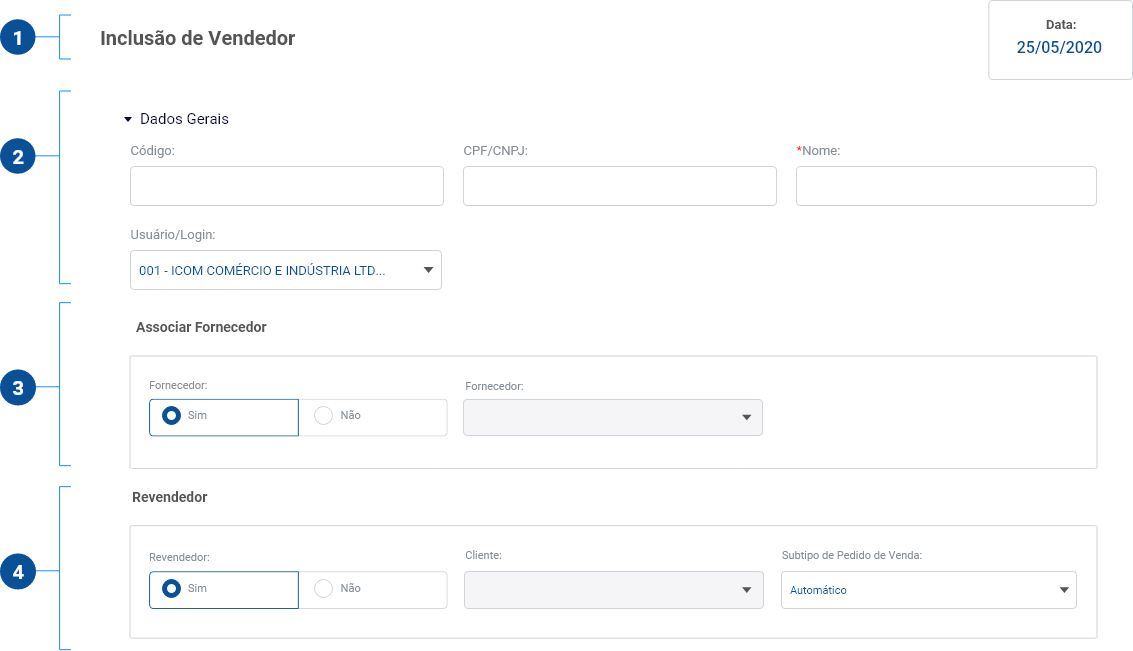 1
Inclusão de Vendedor
Data:
25/05/2020
2
Dados Gerais
Código:
CPF/CNPJ:
*Nome:
Usuário/Login:
001 - ICOM COMÉRCIO E INDÚSTRIA LTD...
3
Associar Fornecedor
Fornecedor:
Sim
Não
Fornecedor:
4
Revendedor
Revendedor:
Sim
Não
Cliente:
Subtipo de Pedido de Venda:
Automático